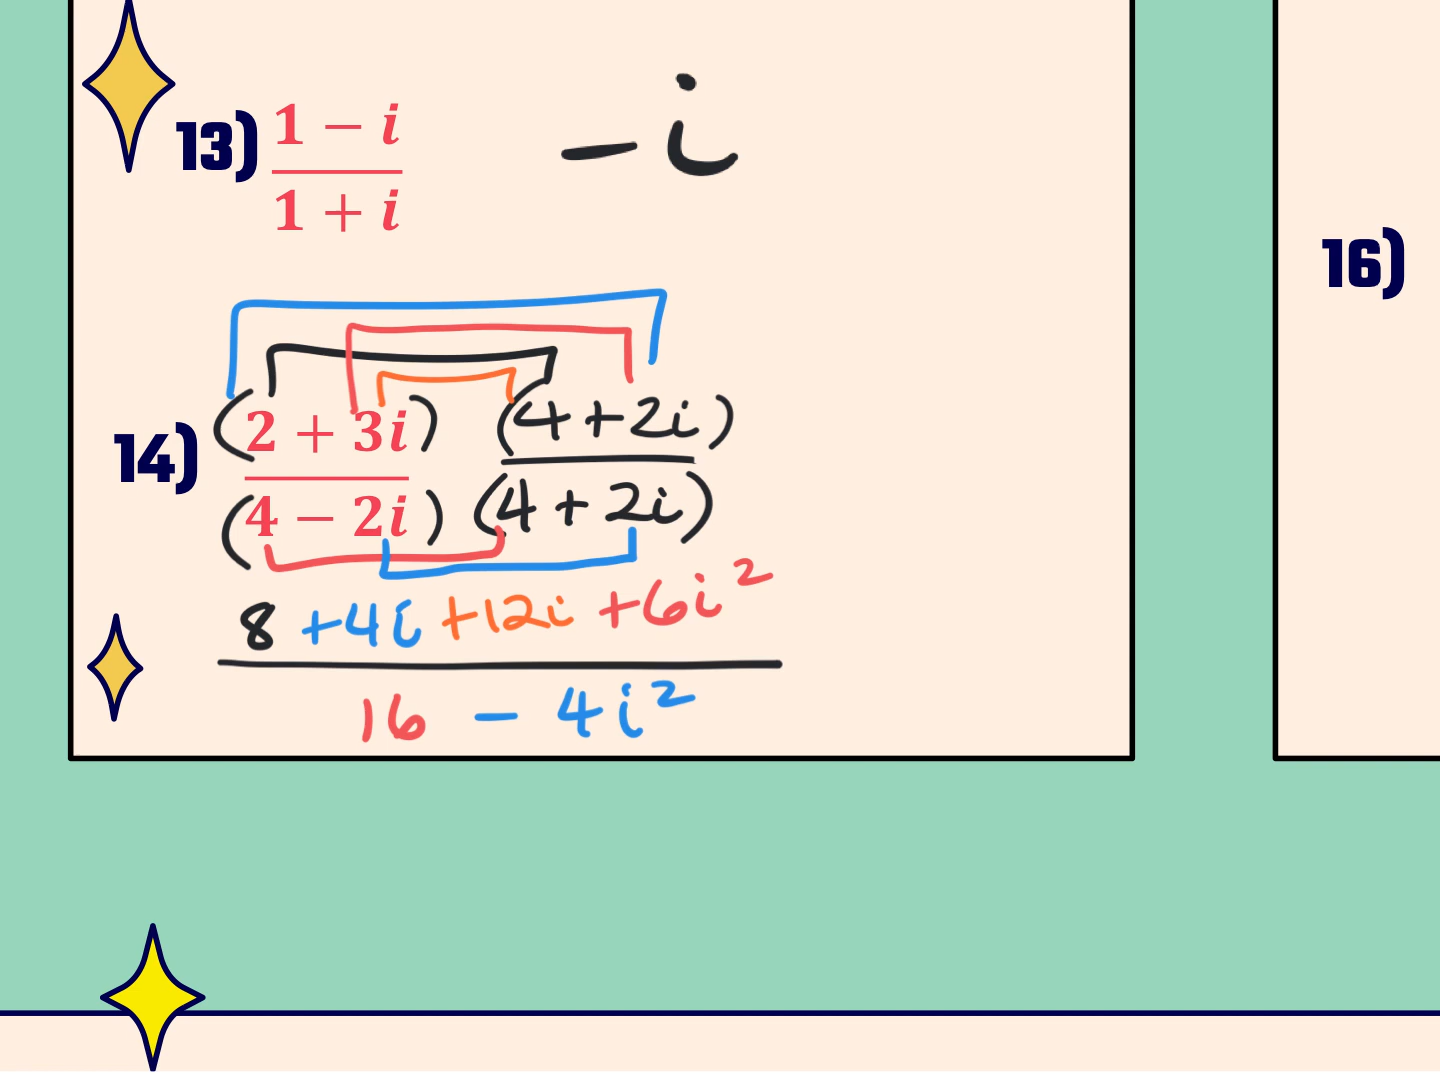 13) 1 − i / 1 + i   − i
16)
14) (2 + 3i) (4 + 2i) / (4 − 2i) (4 + 2i)
8 + 4i + 12i + 6i²
16 − 4i²